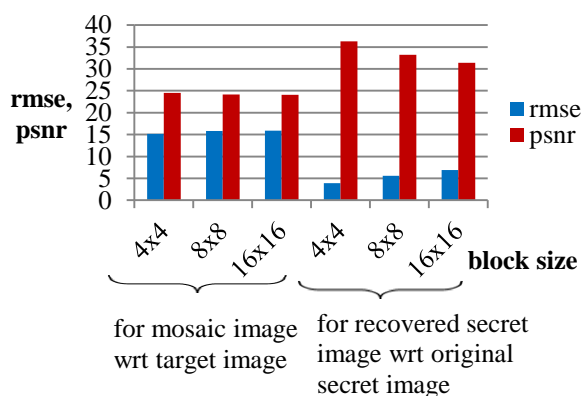 40
35
30
25
20
15
10
5
0
rmse,
psnr
rmse
psnr
4x4
8x8
16x16
4x4
8x8
16x16
block size
for mosaic image
wrt target image
for recovered secret
image wrt original
secret image